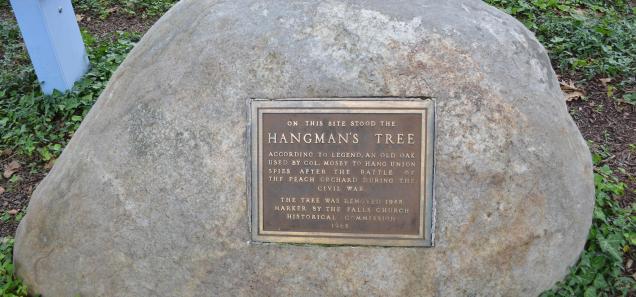 ON THIS SITE STOOD THE
HANGMAN'S TREE
ACCORDING TO LEGEND, AN OLD OAK
USED BY COL. MOSBY TO HANG UNION
SPIES AFTER THE BATTLE OF
THE PEACH ORCHARD DURING THE
CIVIL WAR.
THE TREE WAS REMOVED 1968
MARKER BY THE FALLS CHURCH
HISTORICAL COMMISSION
1968